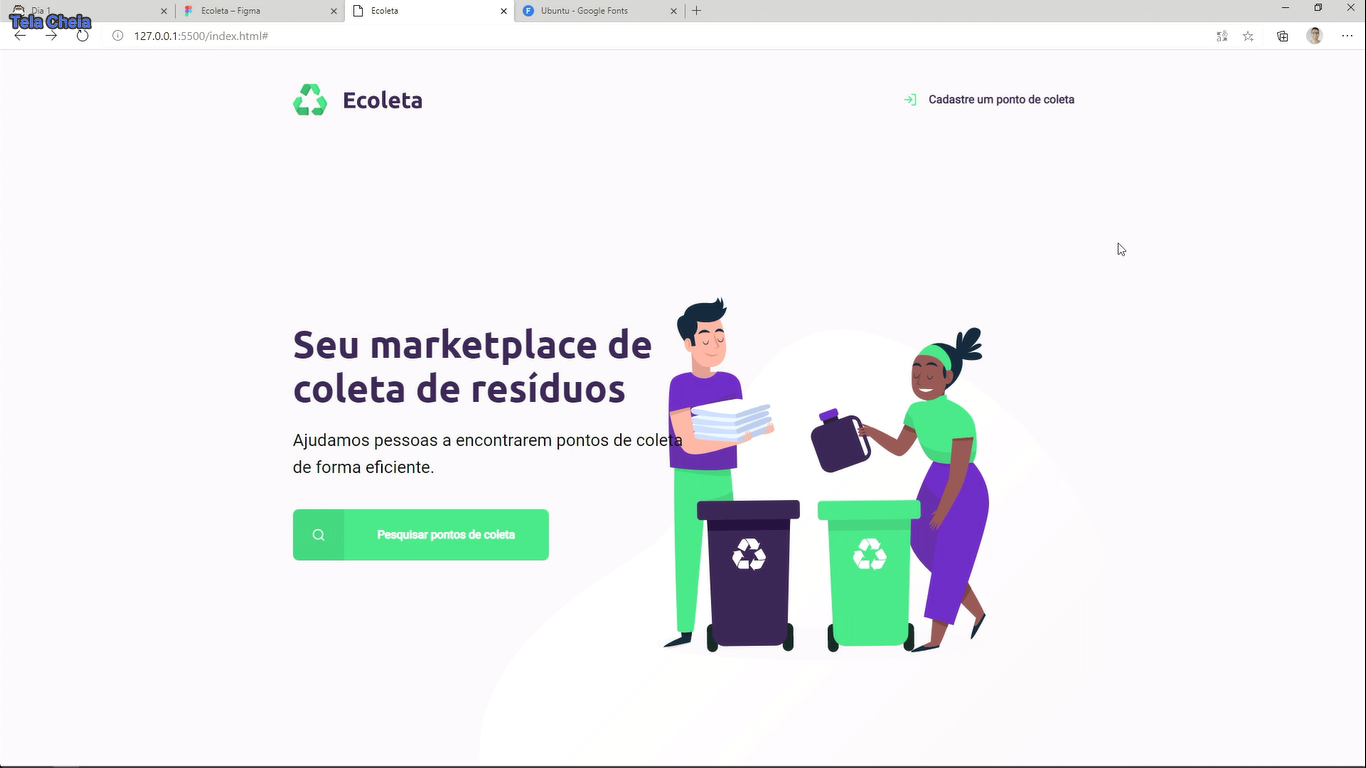 Dia 1
Ecoleta – Figma
Ecoleta
Ubuntu - Google Fonts
Tela Cheia
127.0.0.1:5500/index.html#
Ecoleta
Cadastre um ponto de coleta
Seu marketplace de
coleta de resíduos
Ajudamos pessoas a encontrarem pontos de coleta
de forma eficiente.
Pesquisar pontos de coleta